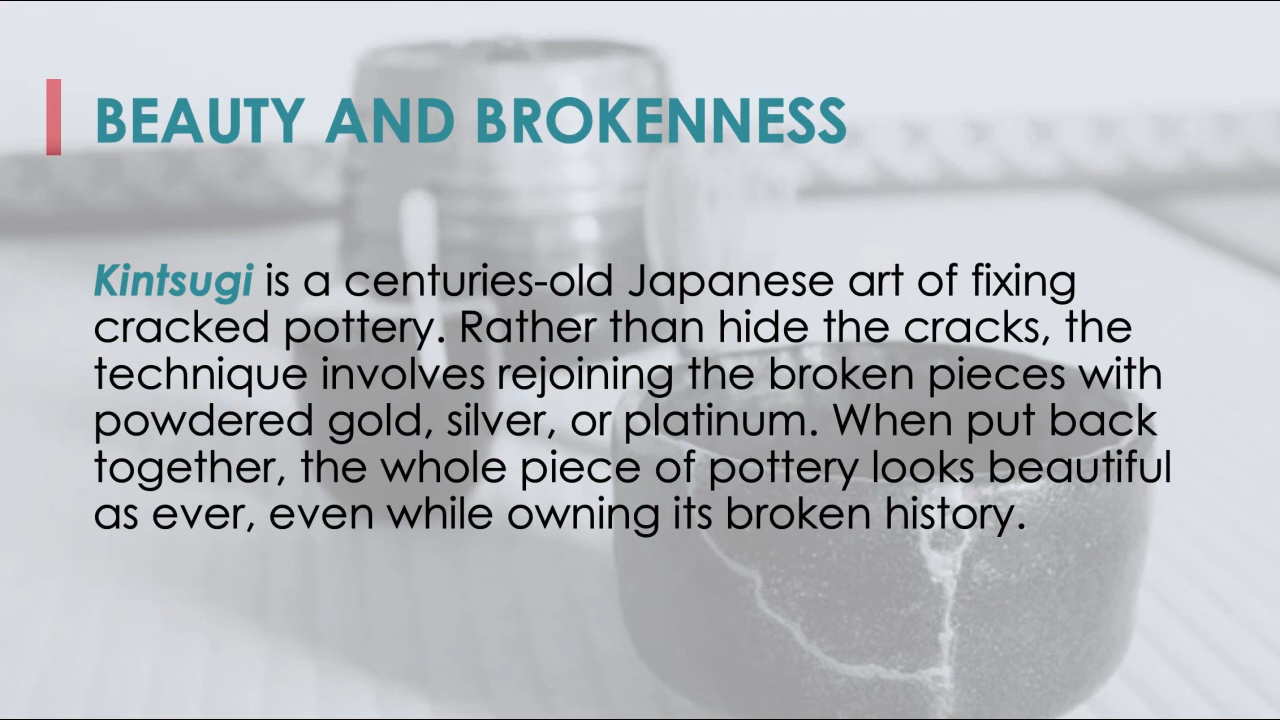 BEAUTY AND BROKENNESS
Kintsugi is a centuries-old Japanese art of fixing
cracked pottery. Rather than hide the cracks, the
technique involves rejoining the broken pieces with
powdered gold, silver, or platinum. When put back
together, the whole piece of pottery looks beautiful
as ever, even while owning its broken history.